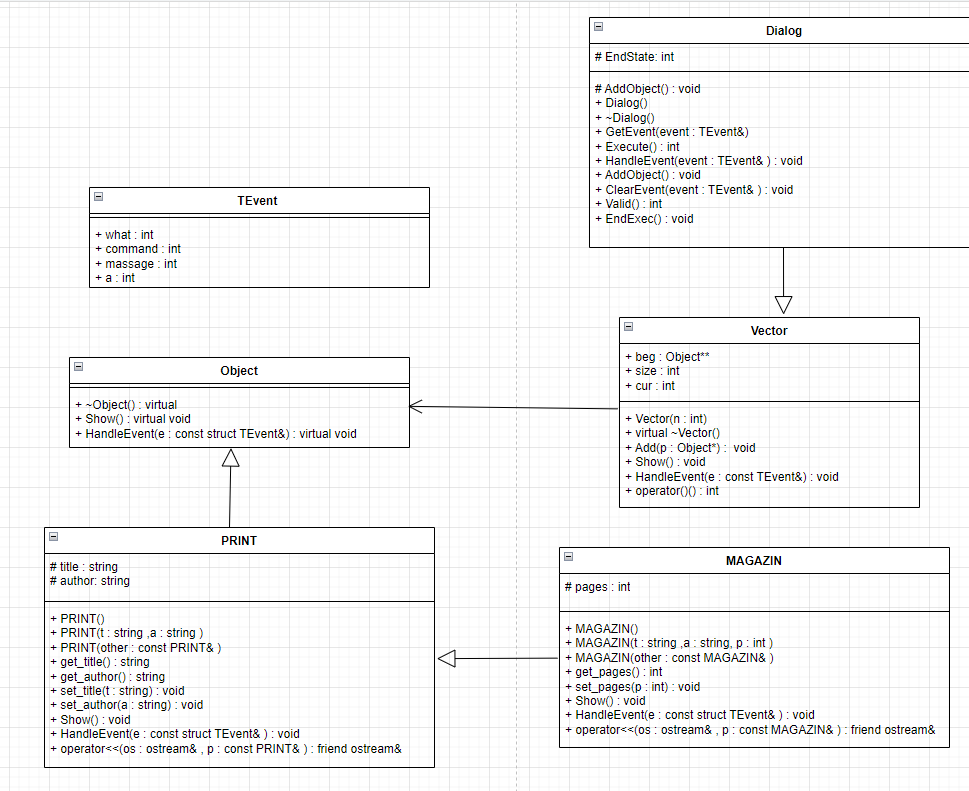 Dialog
# EndState: int
# AddObject() : void
+ Dialog()
+ ~Dialog()
+ GetEvent(event : TEvent&)
+ Execute() : int
+ HandleEvent(event : TEvent& ) : void
+ AddObject() : void
+ ClearEvent(event : TEvent& ) : void
+ Valid() : int
+ EndExec() : void
TEvent
+ what : int
+ command : int
+ massage : int
+ a : int
Vector
+ beg : Object**
+ size : int
+ cur : int
+ Vector(n : int)
+ virtual ~Vector()
+ Add(p : Object*) :  void
+ Show() : void
+ HandleEvent(e : const TEvent&) : void
+ operator()() : int
Object
+ ~Object() : virtual
+ Show() : virtual void
+ HandleEvent(e : const struct TEvent&) : virtual void
PRINT
# title : string
# author: string
+ PRINT()
+ PRINT(t : string ,a : string )
+ PRINT(other : const PRINT& )
+ get_title() : string
+ get_author() : string
+ set_title(t : string) : void
+ set_author(a : string) : void
+ Show() : void
+ HandleEvent(e : const struct TEvent& ) : void
+ operator<<(os : ostream& , p : const PRINT& ) : friend ostream&
MAGAZIN
# pages : int
+ MAGAZIN()
+ MAGAZIN(t : string ,a : string, p : int )
+ MAGAZIN(other : const MAGAZIN& )
+ get_pages() : int
+ set_pages(p : int) : void
+ Show() : void
+ HandleEvent(e : const struct TEvent& ) : void
+ operator<<(os : ostream& , p : const MAGAZIN& ) : friend ostream&